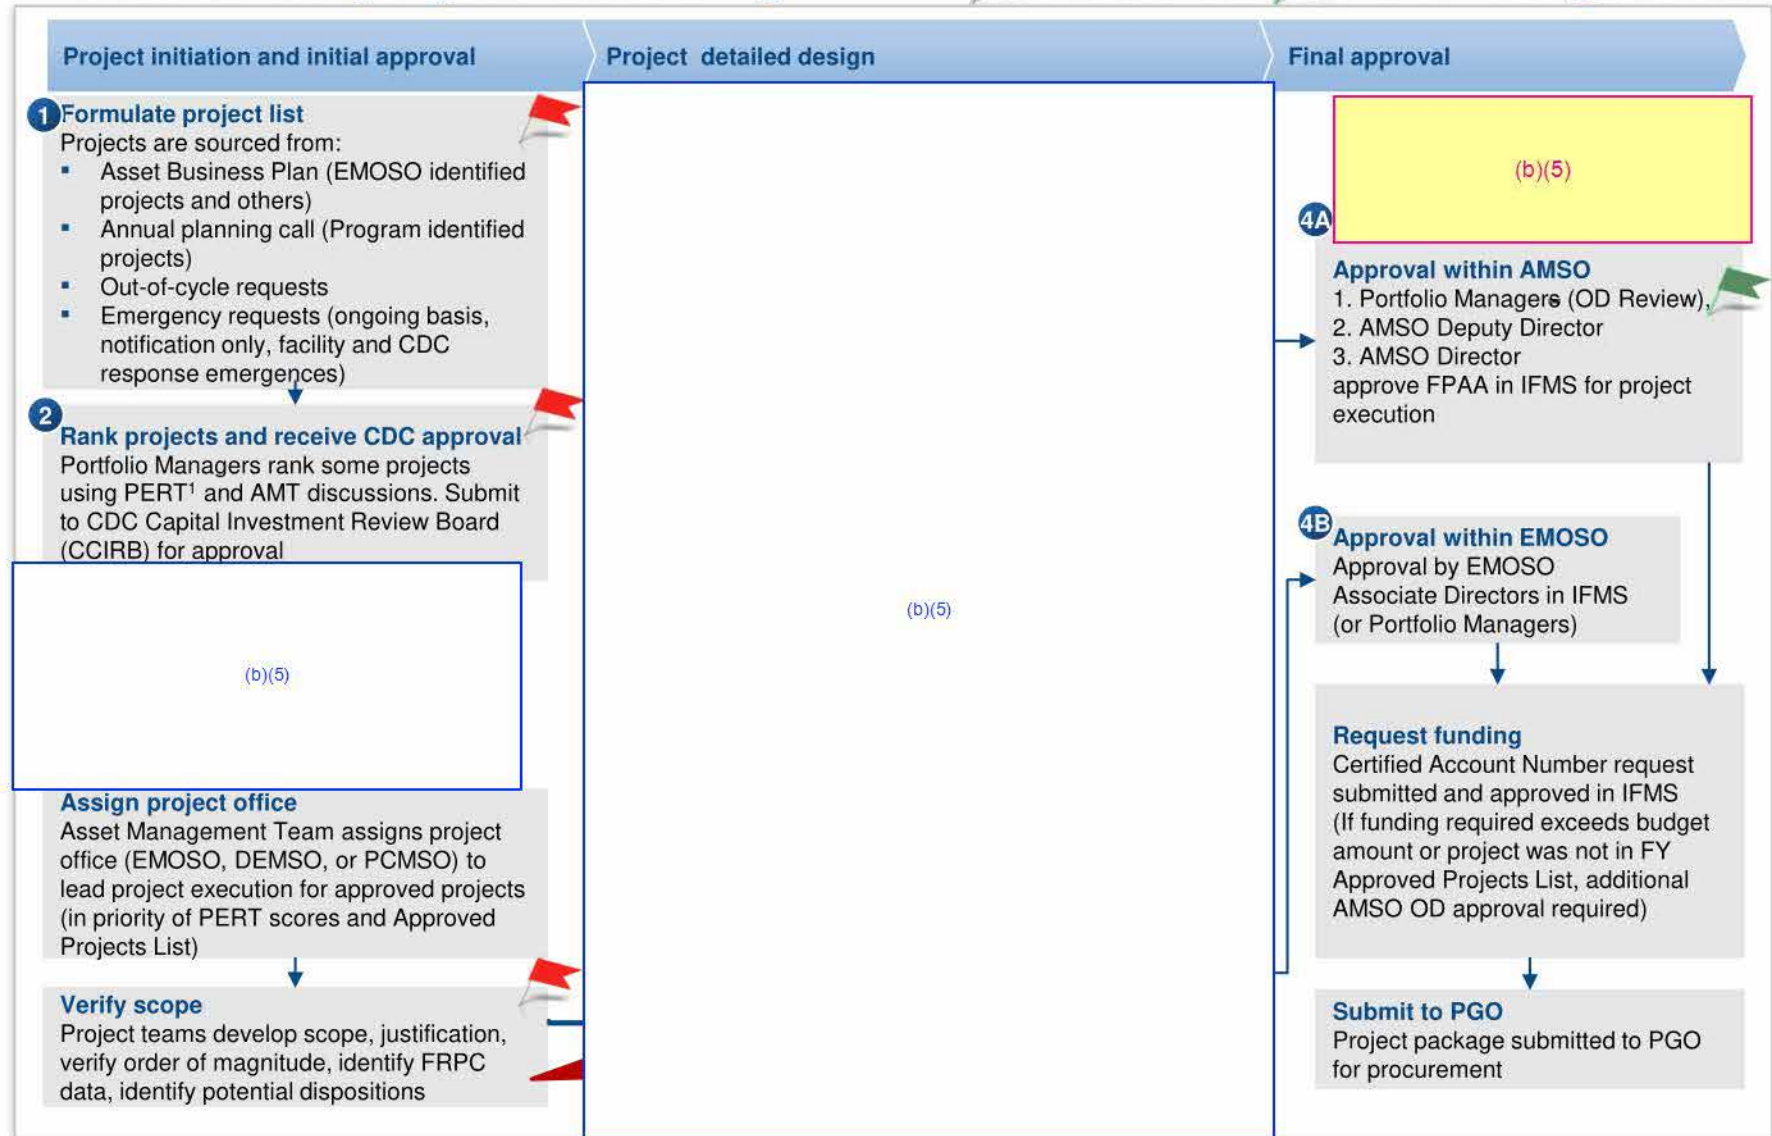 Project initiation and initial approval
Project detailed design
Final approval
1
Formulate project list
Projects are sourced from:
▪ Asset Business Plan (EMOSO identified
projects and others)
▪ Annual planning call (Program identified
projects)
▪ Out-of-cycle requests
▪ Emergency requests (ongoing basis,
notification only, facility and CDC
response emergences)
2
Rank projects and receive CDC approval
Portfolio Managers rank some projects
using PERT¹ and AMT discussions. Submit
to CDC Capital Investment Review Board
(CCIRB) for approval
(b)(5)
Assign project office
Asset Management Team assigns project
office (EMOSO, DEMSO, or PCMSO) to
lead project execution for approved projects
(in priority of PERT scores and Approved
Projects List)
Verify scope
Project teams develop scope, justification,
verify order of magnitude, identify FRPC
data, identify potential dispositions
(b)(5)
(b)(5)
4A
Approval within AMSO
1. Portfolio Managers (OD Review),
2. AMSO Deputy Director
3. AMSO Director
approve FPAA in IFMS for project
execution
4B
Approval within EMOSO
Approval by EMOSO
Associate Directors in IFMS
(or Portfolio Managers)
Request funding
Certified Account Number request
submitted and approved in IFMS
(If funding required exceeds budget
amount or project was not in FY
Approved Projects List, additional
AMSO OD approval required)
Submit to PGO
Project package submitted to PGO
for procurement